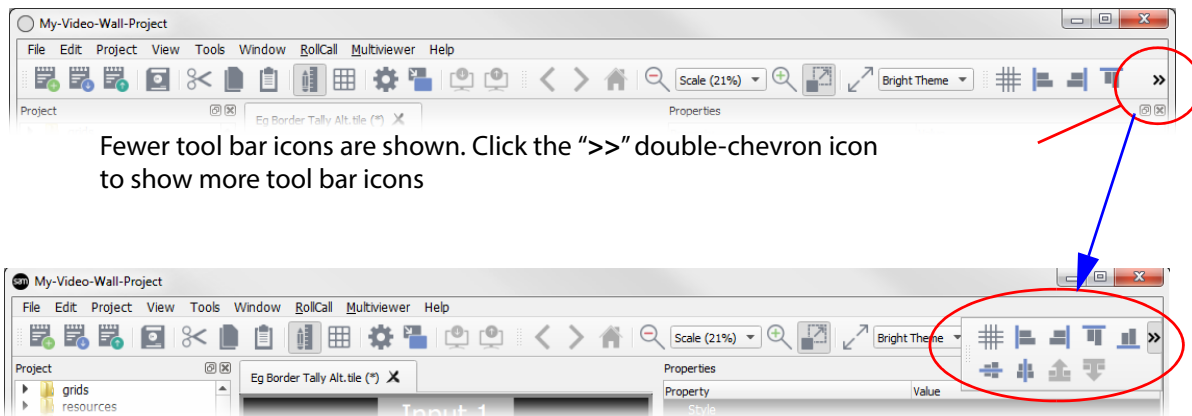 My-Video-Wall-Project
File Edit Project View Tools Window RollCall Multiviewer Help
Scale (21%) Bright Theme »
Project Properties
Eg Border Tally Alt.tile (*)
Fewer tool bar icons are shown. Click the “>>” double-chevron icon
to show more tool bar icons
sam My-Video-Wall-Project
File Edit Project View Tools Window RollCall Multiviewer Help
Scale (21%) Bright Theme »
Project Eg Border Tally Alt.tile (*) Properties
grids Property Value
resources Input 1 Style